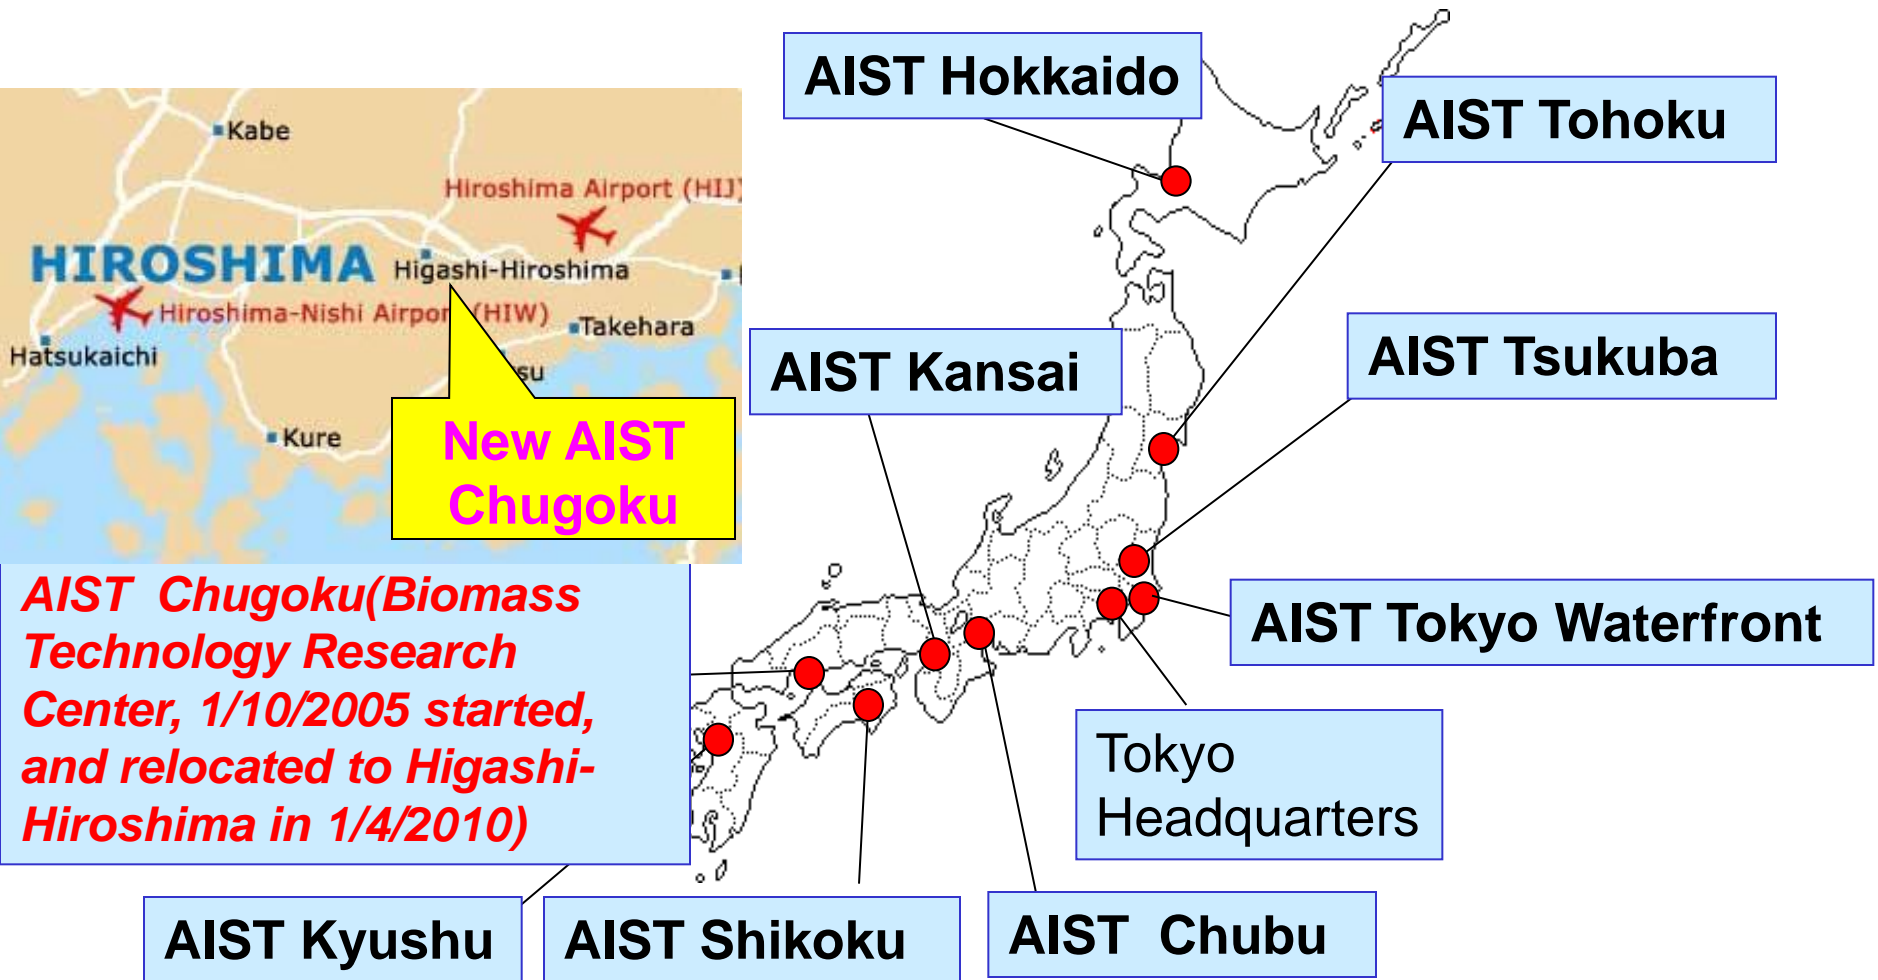 AIST Hokkaido
AIST Tohoku
Kabe
Hiroshima Airport (HIJ)
HIROSHIMA
Higashi-Hiroshima
Hiroshima-Nishi Airport (HIW)
Takehara
Hatsukaichi
Kure
New AIST
Chugoku
AIST Kansai
AIST Tsukuba
AIST Chugoku(Biomass
Technology Research
Center, 1/10/2005 started,
and relocated to Higashi-
Hiroshima in 1/4/2010)
AIST Tokyo Waterfront
Tokyo
Headquarters
AIST Kyushu
AIST Shikoku
AIST Chubu